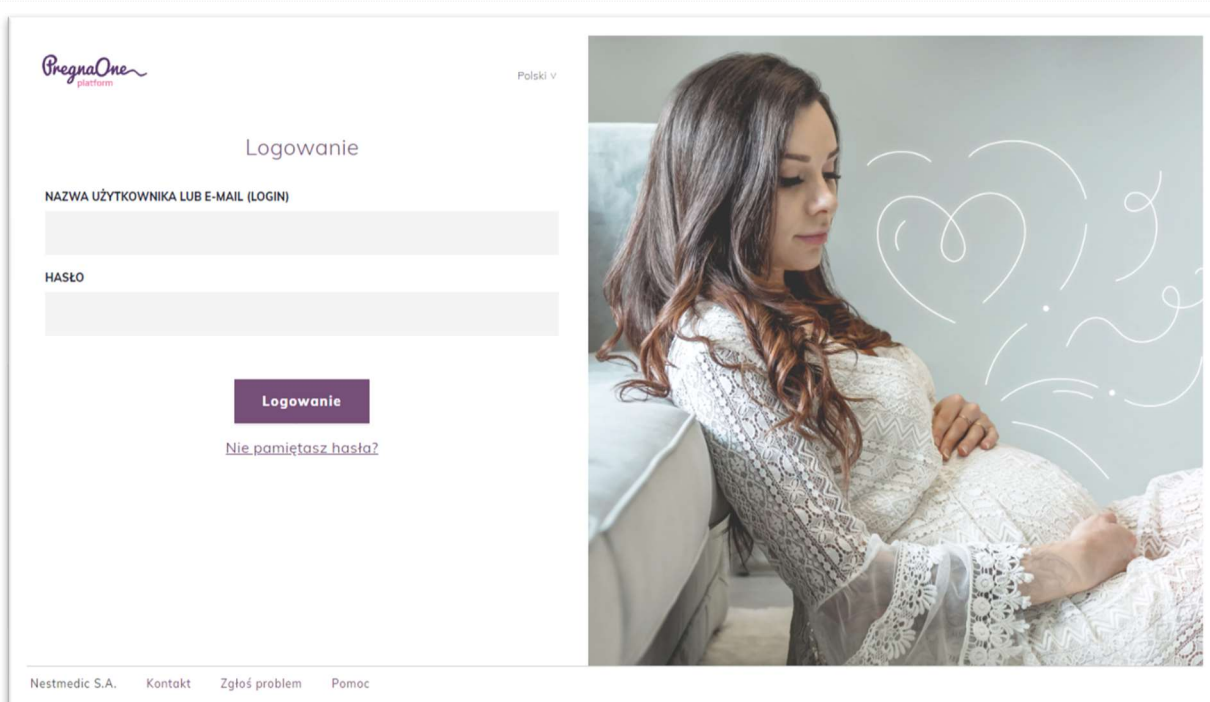 PregnaOne
platform
Polski
Logowanie
NAZWA UŻYTKOWNIKA LUB E-MAIL (LOGIN)
HASŁO
Logowanie
Nie pamiętasz hasła?
Nestmedic S.A. Kontakt Zgłoś problem Pomoc